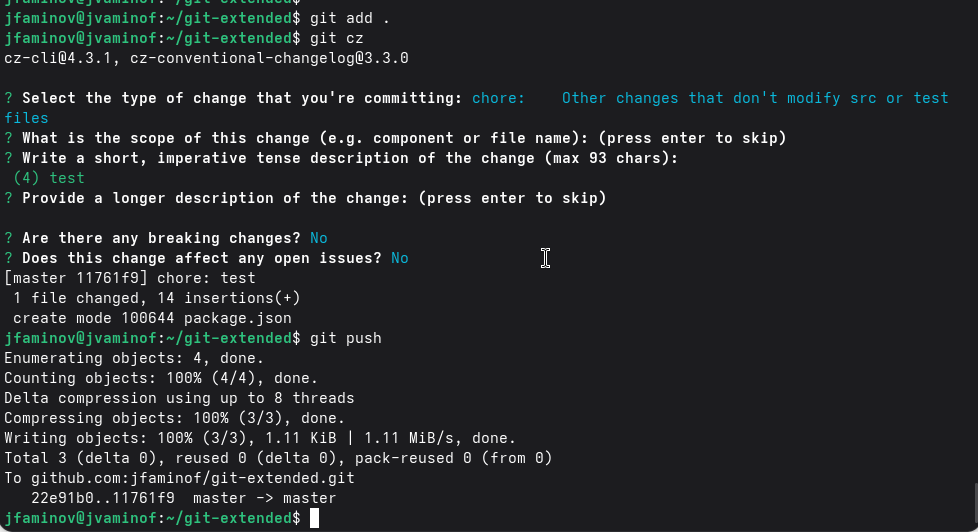 jfaminov@jvaminof:~/git-extended$ git add .
jfaminov@jvaminof:~/git-extended$ git cz
cz-cli@4.3.1, cz-conventional-changelog@3.3.0
? Select the type of change that you're committing: chore:    Other changes that don't modify src or test
files
? What is the scope of this change (e.g. component or file name): (press enter to skip)
? Write a short, imperative tense description of the change (max 93 chars):
 (4) test
? Provide a longer description of the change: (press enter to skip)
? Are there any breaking changes? No
? Does this change affect any open issues? No
[master 11761f9] chore: test
 1 file changed, 14 insertions(+)
 create mode 100644 package.json
jfaminov@jvaminof:~/git-extended$ git push
Enumerating objects: 4, done.
Counting objects: 100% (4/4), done.
Delta compression using up to 8 threads
Compressing objects: 100% (3/3), done.
Writing objects: 100% (3/3), 1.11 KiB | 1.11 MiB/s, done.
Total 3 (delta 0), reused 0 (delta 0), pack-reused 0 (from 0)
To github.com:jfaminof/git-extended.git
   22e91b0..11761f9  master -> master
jfaminov@jvaminof:~/git-extended$